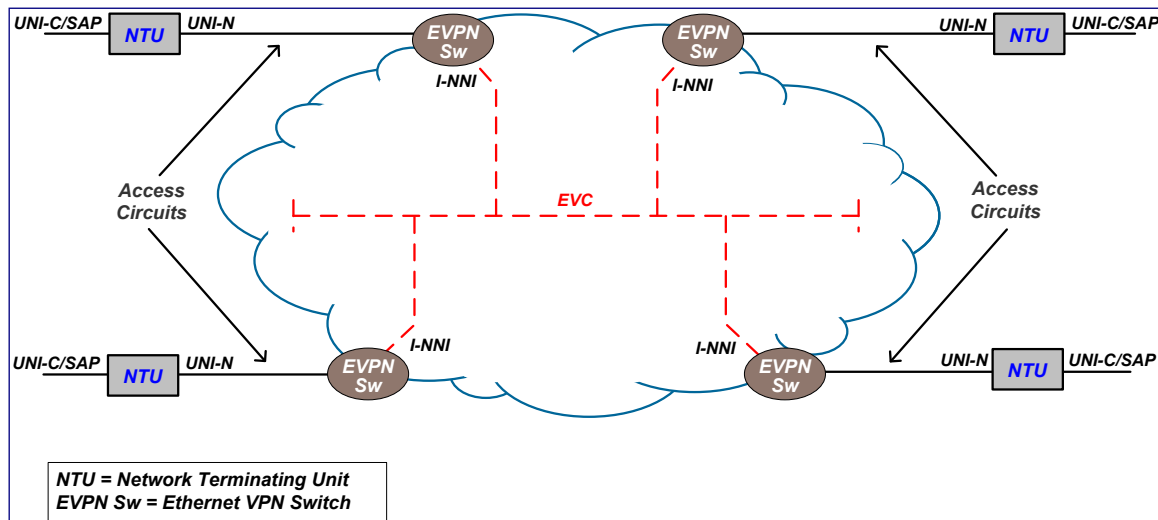 UNI-C/SAP
NTU
UNI-N
EVPN
Sw
I-NNI
EVPN
Sw
I-NNI
UNI-N
NTU
UNI-C/SAP
Access
Circuits
EVC
Access
Circuits
UNI-C/SAP
NTU
UNI-N
I-NNI
EVPN
Sw
I-NNI
EVPN
Sw
UNI-N
NTU
UNI-C/SAP
NTU = Network Terminating Unit
EVPN Sw = Ethernet VPN Switch